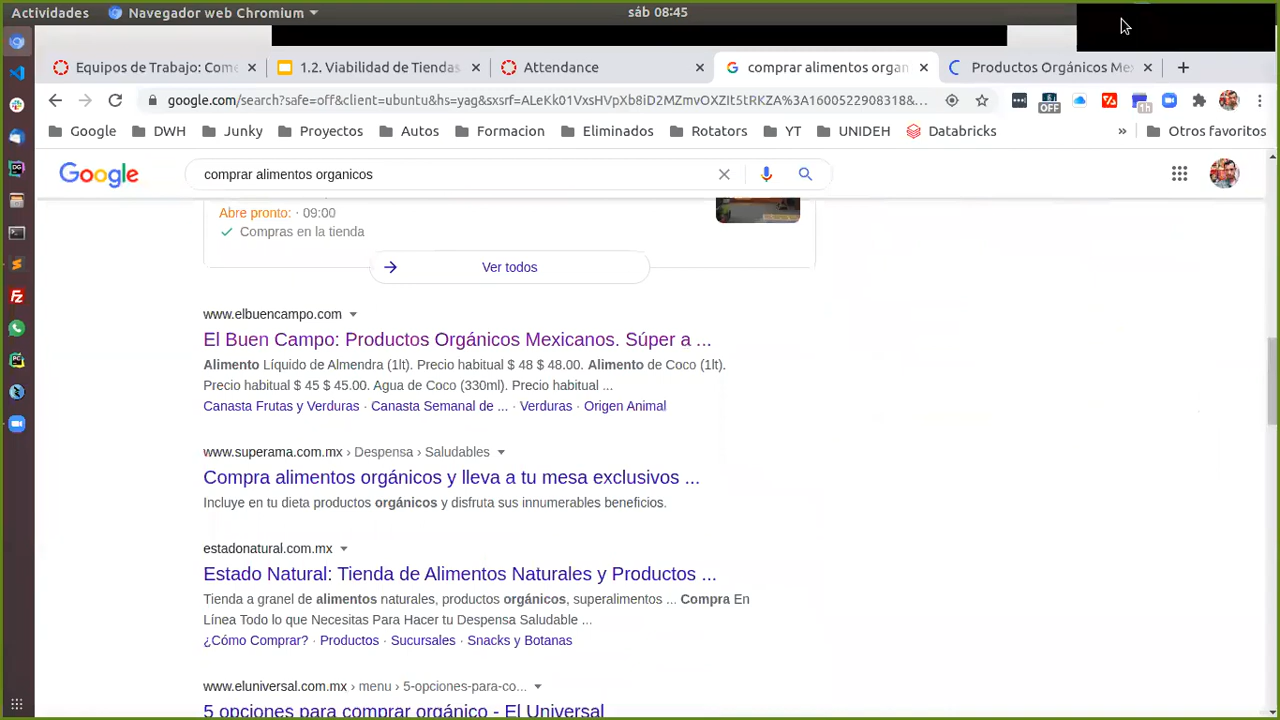 Actividades Navegador web Chromium sáb 08:45
Equipos de Trabajo: Com 1.2. Viabilidad de Tiendas Attendance comprar alimentos organ Productos Orgánicos Mex
google.com/search?safe=off&client=ubuntu&hs=yag&sxsrf=ALeKk01VxsHVpXb8iD2MZmvOXZIt5tRKZA%3A1600522908318&... OFF 1h
Google DWH Junky Proyectos Autos Formacion Eliminados Rotators YT UNIDEH Databricks » Otros favoritos
Google comprar alimentos organicos
Abre pronto: · 09:00
Compras en la tienda
Ver todos
www.elbuencampo.com
El Buen Campo: Productos Orgánicos Mexicanos. Súper a ...
Alimento Líquido de Almendra (1lt). Precio habitual $ 48 $ 48.00. Alimento de Coco (1lt).
Precio habitual $ 45 $ 45.00. Agua de Coco (330ml). Precio habitual ...
Canasta Frutas y Verduras · Canasta Semanal de ... · Verduras · Origen Animal
www.superama.com.mx › Despensa › Saludables
Compra alimentos orgánicos y lleva a tu mesa exclusivos ...
Incluye en tu dieta productos orgánicos y disfruta sus innumerables beneficios.
estadonatural.com.mx
Estado Natural: Tienda de Alimentos Naturales y Productos ...
Tienda a granel de alimentos naturales, productos orgánicos, superalimentos ... Compra En
Línea Todo lo que Necesitas Para Hacer tu Despensa Saludable ...
¿Cómo Comprar? · Productos · Sucursales · Snacks y Botanas
www.eluniversal.com.mx › menu › 5-opciones-para-co...
5 opciones para comprar orgánico - El Universal